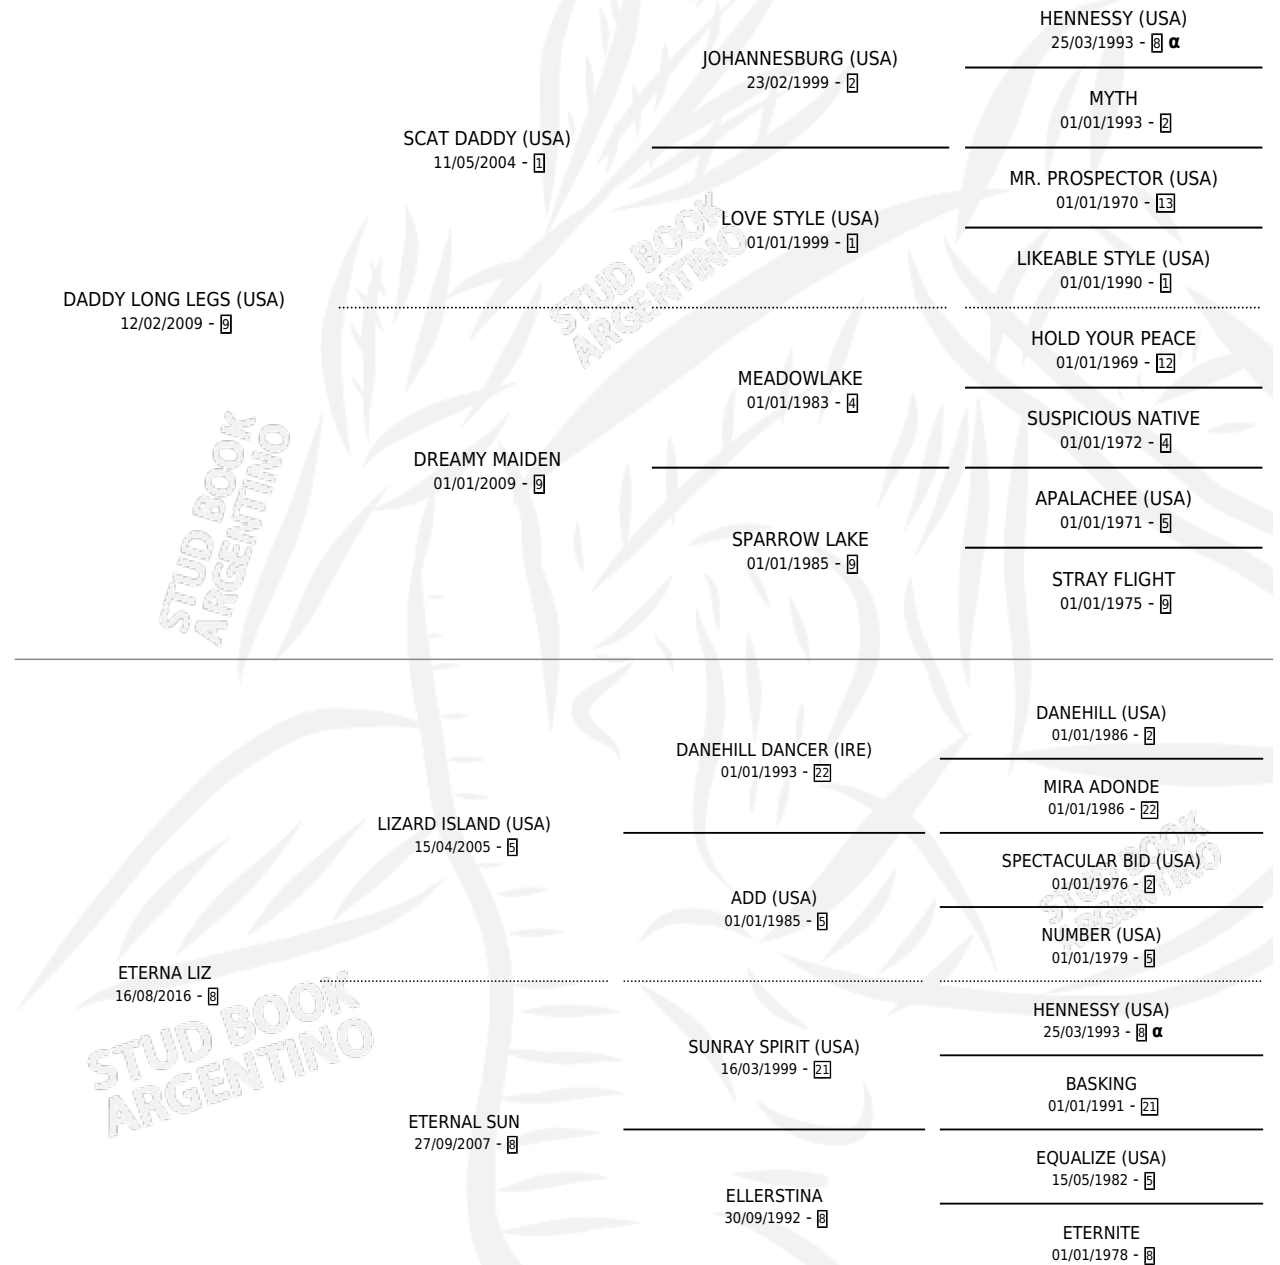 HENNESSY (USA)
25/03/1993 - 8 α
JOHANNESBURG (USA)
23/02/1999 - 2
MYTH
01/01/1993 - 2
SCAT DADDY (USA)
11/05/2004 - 1
MR. PROSPECTOR (USA)
01/01/1970 - 13
LOVE STYLE (USA)
01/01/1999 - 1
LIKEABLE STYLE (USA)
01/01/1990 - 1
DADDY LONG LEGS (USA)
12/02/2009 - 9
HOLD YOUR PEACE
01/01/1969 - 12
MEADOWLAKE
01/01/1983 - 4
SUSPICIOUS NATIVE
01/01/1972 - 4
DREAMY MAIDEN
01/01/2009 - 9
APALACHEE (USA)
01/01/1971 - 5
SPARROW LAKE
01/01/1985 - 9
STRAY FLIGHT
01/01/1975 - 9
DANEHILL (USA)
01/01/1986 - 2
DANEHILL DANCER (IRE)
01/01/1993 - 22
MIRA ADONDE
01/01/1986 - 22
LIZARD ISLAND (USA)
15/04/2005 - 5
SPECTACULAR BID (USA)
01/01/1976 - 2
ADD (USA)
01/01/1985 - 5
NUMBER (USA)
01/01/1979 - 5
ETERNA LIZ
16/08/2016 - 8
HENNESSY (USA)
25/03/1993 - 8 α
SUNRAY SPIRIT (USA)
16/03/1999 - 21
BASKING
01/01/1991 - 21
ETERNAL SUN
27/09/2007 - 8
EQUALIZE (USA)
15/05/1982 - 5
ELLERSTINA
30/09/1992 - 8
ETERNITE
01/01/1978 - 8
STUD BOOK
ARGENTINO
STUD BOOK
ARGENTINO
STUD BOOK
ARGENTINO
STUD BOOK
ARGENTINO